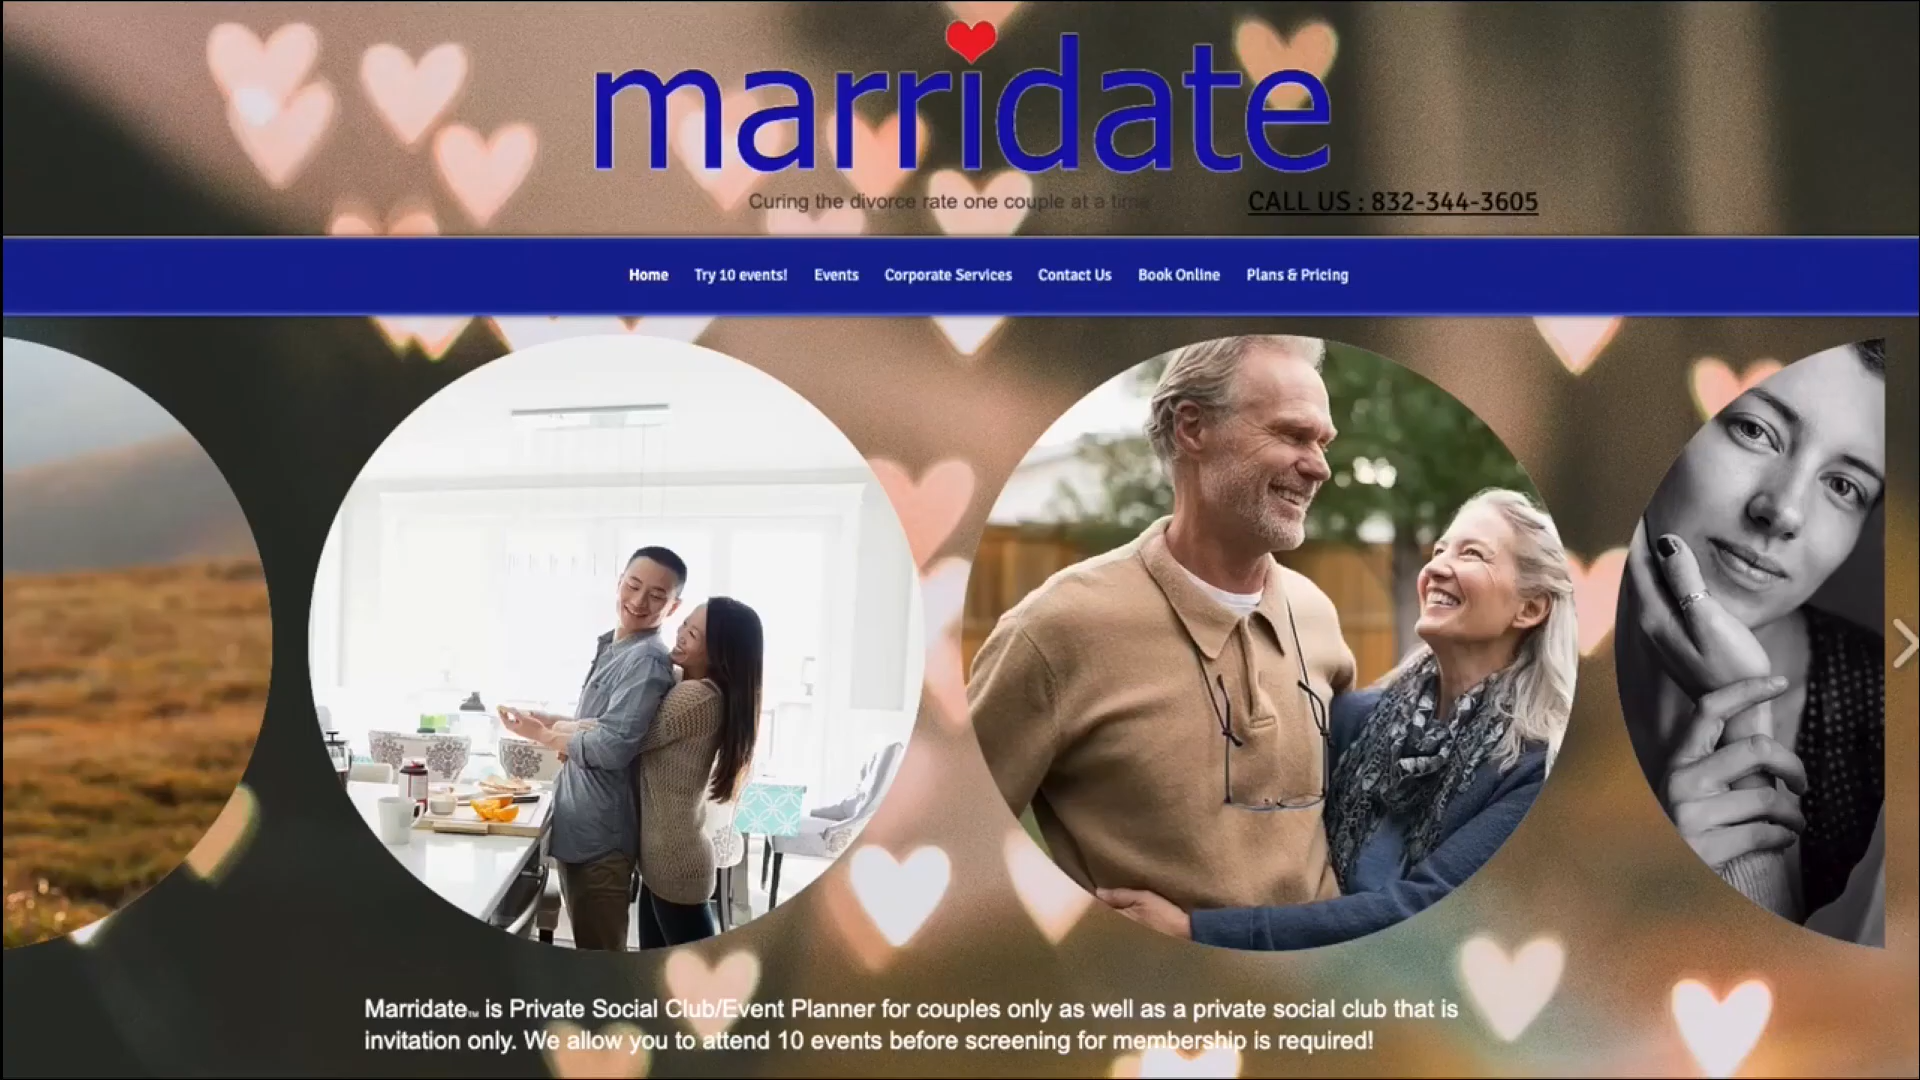 marridate
Curing the divorce rate one couple at a time
CALL US : 832-344-3605
Home Try 10 events! Events Corporate Services Contact Us Book Online Plans & Pricing
Marridate™ is Private Social Club/Event Planner for couples only as well as a private social club that is
invitation only. We allow you to attend 10 events before screening for membership is required!